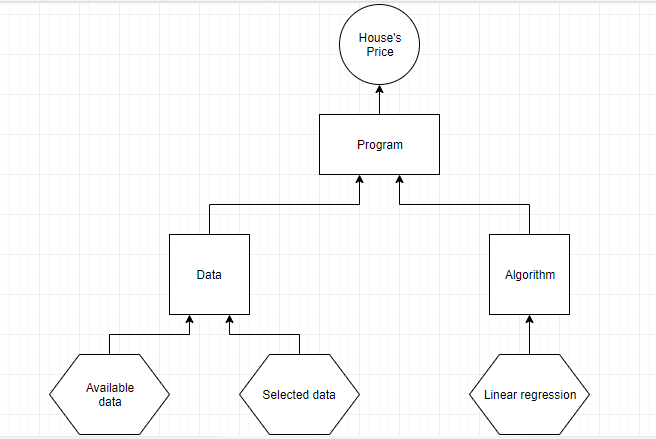 House's
Price
Program
Data
Algorithm
Available
data
Selected data
Linear regression